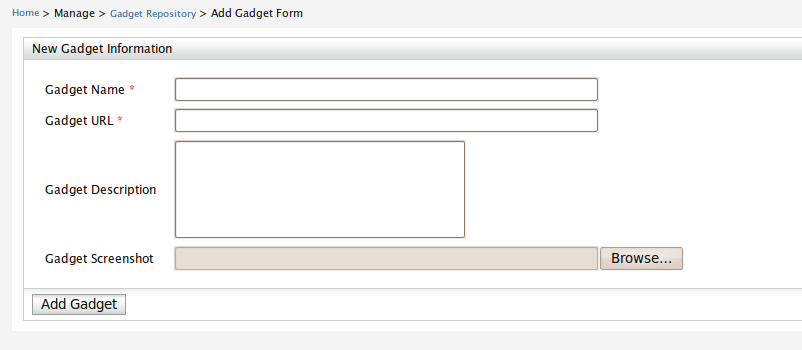 Home > Manage > Gadget Repository > Add Gadget Form
New Gadget Information
Gadget Name *
Gadget URL *
Gadget Description
Gadget Screenshot Browse...
Add Gadget